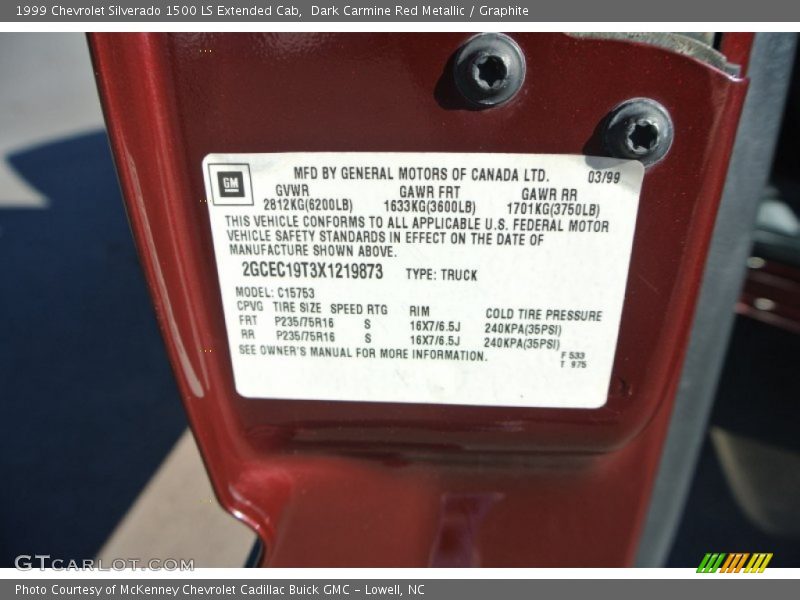 1999 Chevrolet Silverado 1500 LS Extended Cab, Dark Carmine Red Metallic / Graphite
GM
MFD BY GENERAL MOTORS OF CANADA LTD. 03/99
GVWR GAWR FRT GAWR RR
2812KG(6200LB) 1633KG(3600LB) 1701KG(3750LB)
THIS VEHICLE CONFORMS TO ALL APPLICABLE U.S. FEDERAL MOTOR
VEHICLE SAFETY STANDARDS IN EFFECT ON THE DATE OF
MANUFACTURE SHOWN ABOVE.
2GCEC19T3X1219873 TYPE: TRUCK
MODEL: C15753
CPVG TIRE SIZE SPEED RTG RIM COLD TIRE PRESSURE
FRT P235/75R16 S 16X7/6.5J 240KPA(35PSI)
RR P235/75R16 S 16X7/6.5J 240KPA(35PSI)
SEE OWNER'S MANUAL FOR MORE INFORMATION. F 533
T 975
GTCARLOT.COM
Photo Courtesy of McKenney Chevrolet Cadillac Buick GMC - Lowell, NC